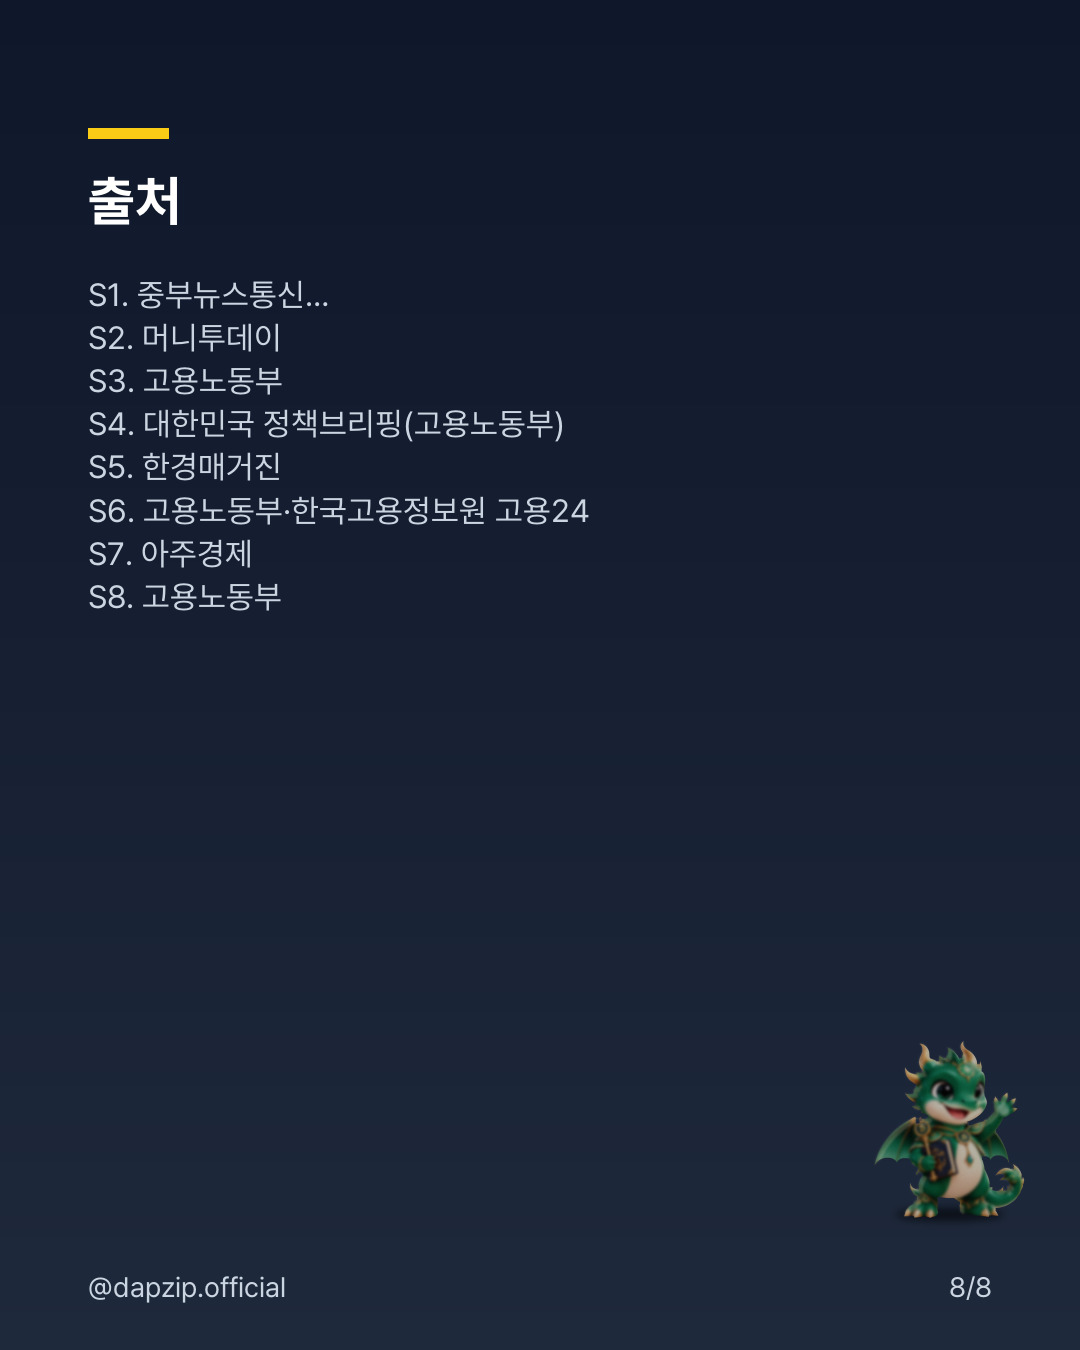 출처
S1. 중부뉴스통신...
S2. 머니투데이
S3. 고용노동부
S4. 대한민국 정책브리핑(고용노동부)
S5. 한경매거진
S6. 고용노동부·한국고용정보원 고용24
S7. 아주경제
S8. 고용노동부
@dapzip.official
8/8